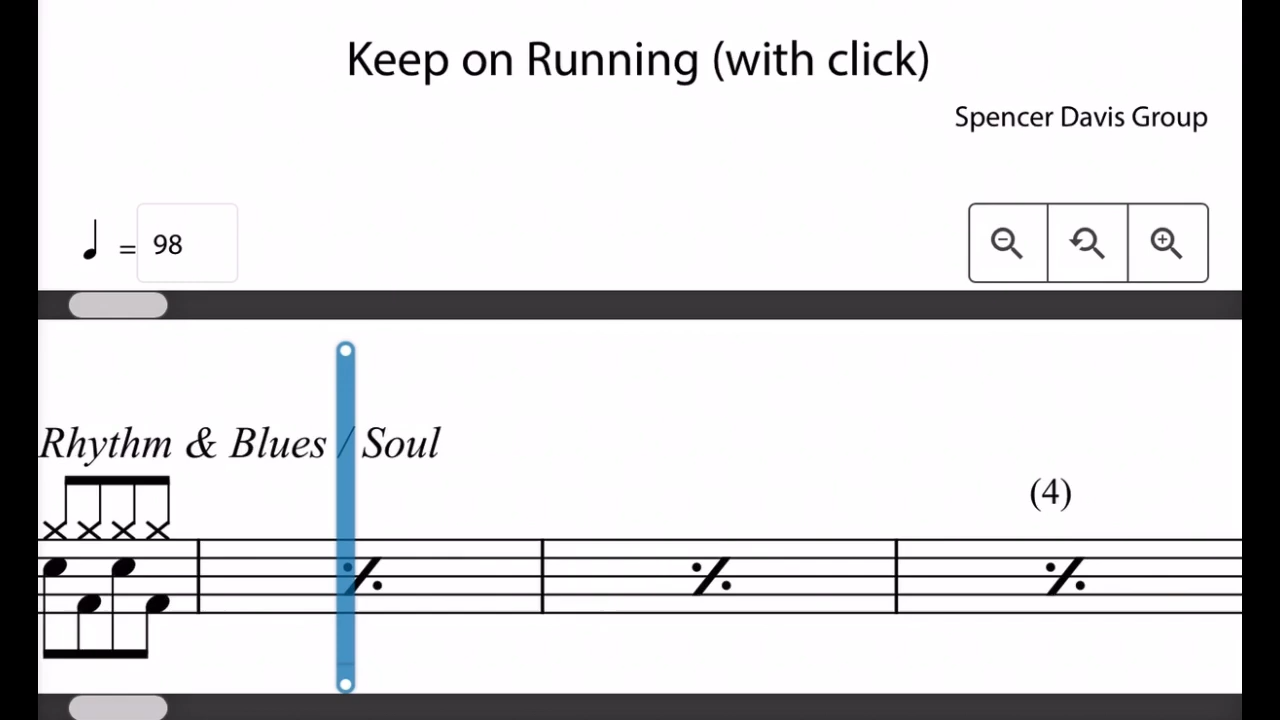 Keep on Running (with click)
Spencer Davis Group
= 98
Rhythm & Blues / Soul
(4)